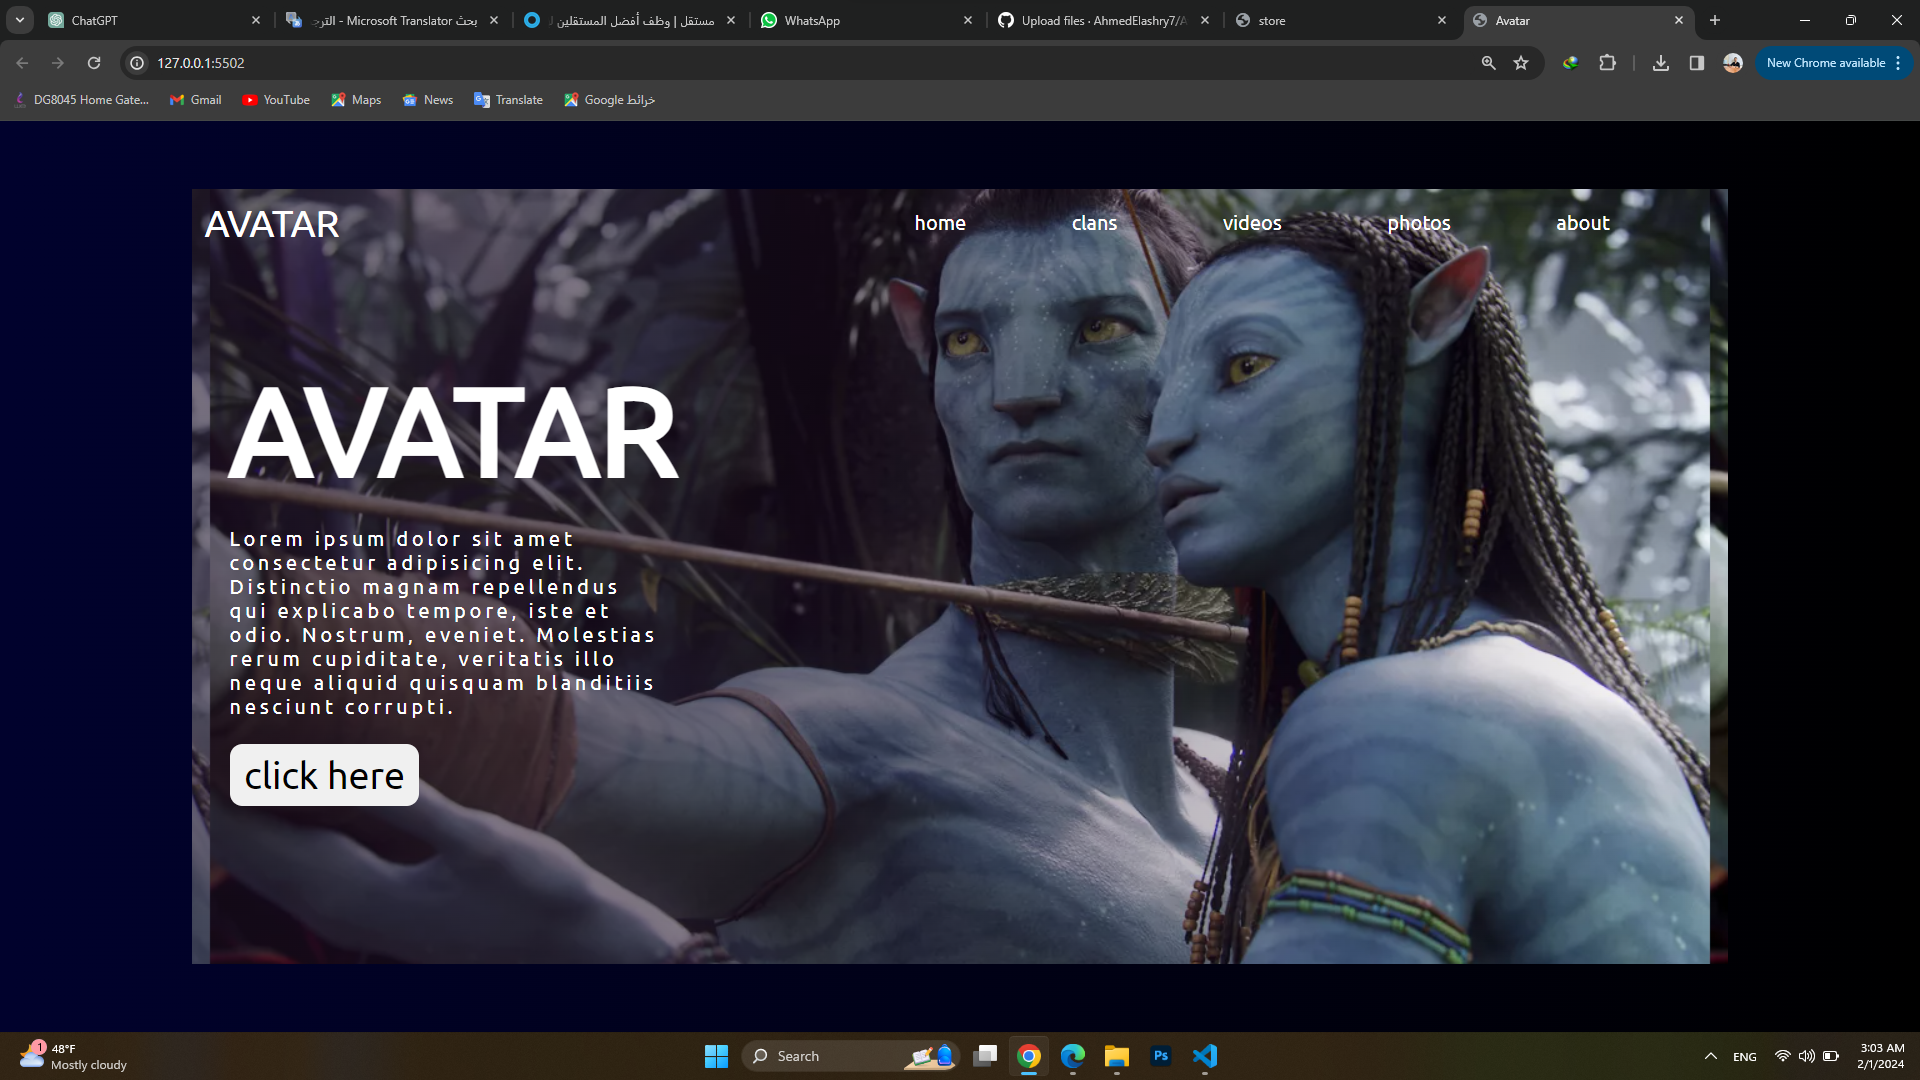 ChatGPT
بحث Microsoft Translator - الترجـ
مستقل | وظف أفضل المستقلين لـ
WhatsApp
Upload files · AhmedElashry7/A
store
Avatar
127.0.0.1:5502
New Chrome available
DG8045 Home Gate...
Gmail
YouTube
Maps
News
Translate
خرائط Google
AVATAR
home
clans
videos
photos
about
AVATAR
Lorem ipsum dolor sit amet
consectetur adipisicing elit.
Distinctio magnam repellendus
qui explicabo tempore, iste et
odio. Nostrum, eveniet. Molestias
rerum cupiditate, veritatis illo
neque aliquid quisquam blanditiis
nesciunt corrupti.
click here
1
48°F
Mostly cloudy
Search
Ps
ENG
3:03 AM
2/1/2024